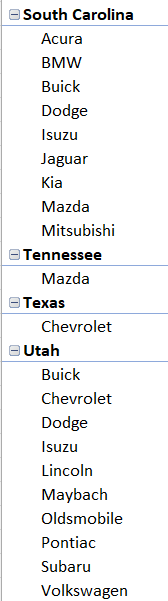 South Carolina
Acura
BMW
Buick
Dodge
Isuzu
Jaguar
Kia
Mazda
Mitsubishi
Tennessee
Mazda
Texas
Chevrolet
Utah
Buick
Chevrolet
Dodge
Isuzu
Lincoln
Maybach
Oldsmobile
Pontiac
Subaru
Volkswagen